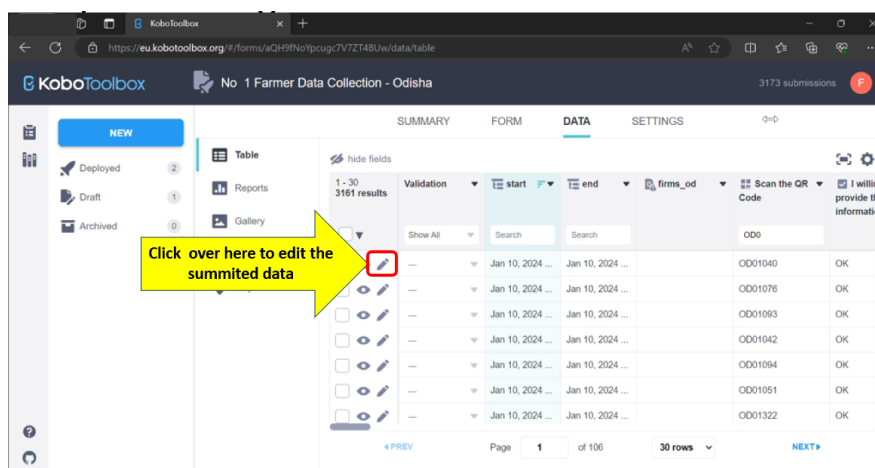 KoboToolbox
https://eu.kobotoolbox.org/#/forms/aQH9fNoYpcugc7V7ZT4BUw/data/table
KoboToolbox
No 1 Farmer Data Collection - Odisha
3173 submissions
F
SUMMARY FORM DATA SETTINGS
NEW
Deployed 2
Draft 1
Archived 0
Table
Reports
Gallery
hide fields
1 - 30
3161 results
Validation
start
end
firms_od
Scan the QR
Code
I willin
provide th
informati
Show All
Search
Search
OD0
Click over here to edit the
summited data
— Jan 10, 2024 ... Jan 10, 2024 ... OD01040 OK
— Jan 10, 2024 ... Jan 10, 2024 ... OD01076 OK
— Jan 10, 2024 ... Jan 10, 2024 ... OD01093 OK
— Jan 10, 2024 ... Jan 10, 2024 ... OD01042 OK
— Jan 10, 2024 ... Jan 10, 2024 ... OD01094 OK
— Jan 10, 2024 ... Jan 10, 2024 ... OD01051 OK
— Jan 10, 2024 ... Jan 10, 2024 ... OD01322 OK
PREV
Page 1 of 106
30 rows
NEXT